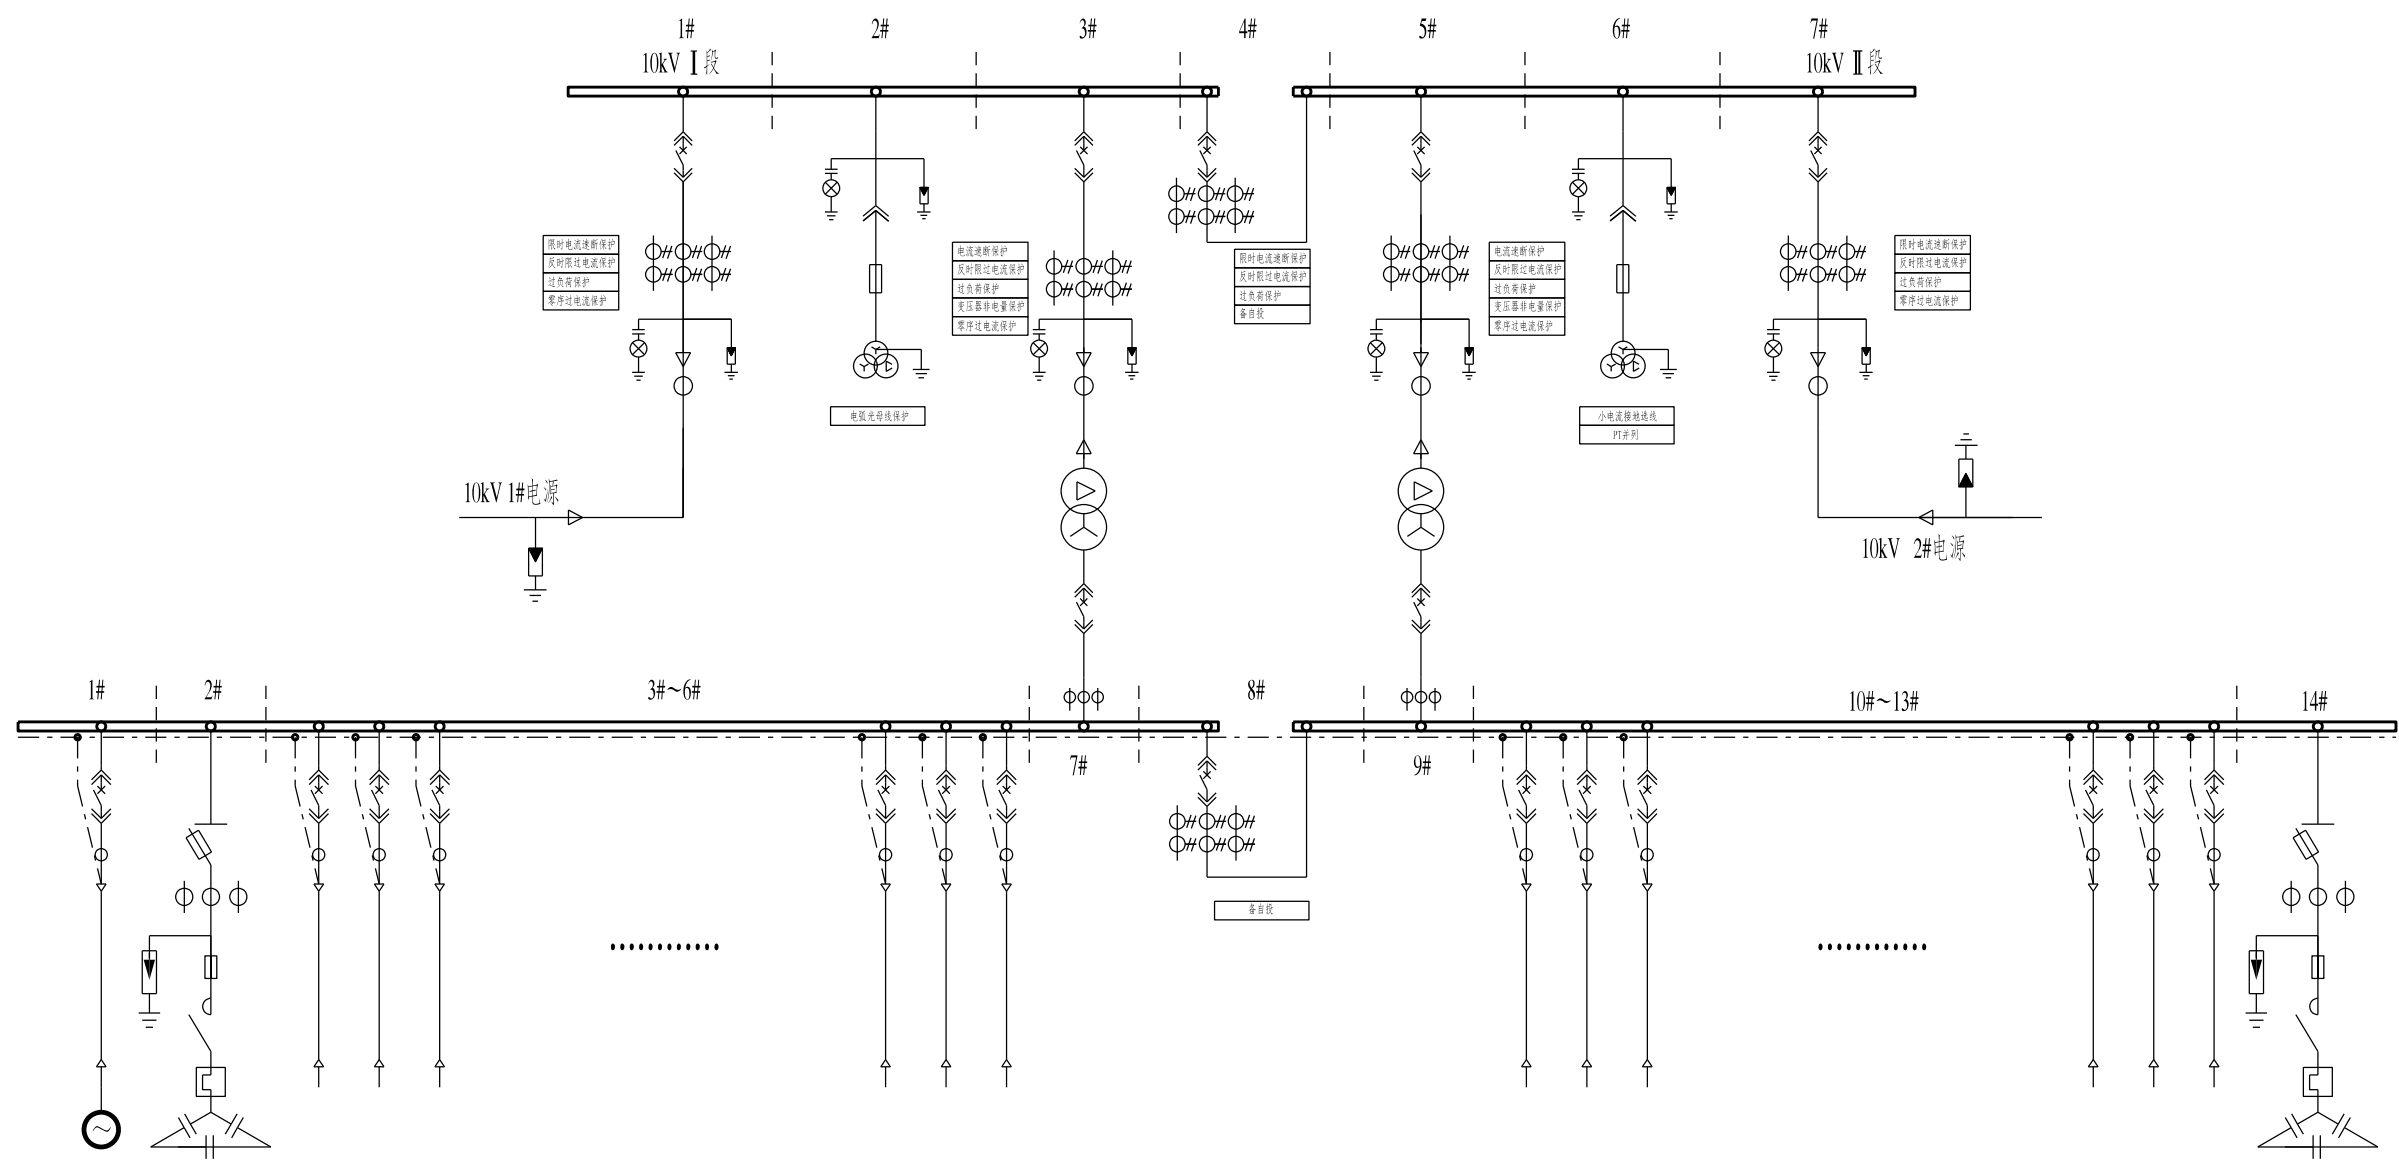 1#
2#
3#
4#
5#
6#
7#
10kV Ⅰ段
10kV Ⅱ段
限时电流速断保护
反时限过电流保护
过负荷保护
零序过电流保护
电流速断保护
反时限过电流保护
过负荷保护
变压器非电量保护
零序过电流保护
限时电流速断保护
反时限过电流保护
过负荷保护
备自投
电流速断保护
反时限过电流保护
过负荷保护
变压器非电量保护
零序过电流保护
限时电流速断保护
反时限过电流保护
过负荷保护
零序过电流保护
电弧光母线保护
小电流接地选线
PT并列
10kV 1#电源
10kV 2#电源
1#
2#
3#~6#
8#
10#~13#
14#
7#
9#
备自投